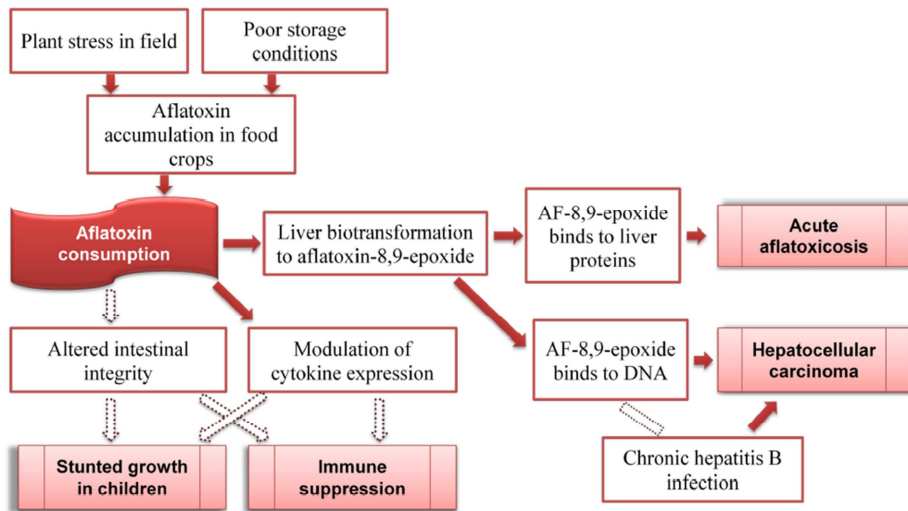 Plant stress in field
Poor storage
conditions
Aflatoxin
accumulation in food
crops
Aflatoxin
consumption
Liver biotransformation
to aflatoxin-8,9-epoxide
AF-8,9-epoxide
binds to liver
proteins
Acute
aflatoxicosis
Altered intestinal
integrity
Modulation of
cytokine expression
AF-8,9-epoxide
binds to DNA
Hepatocellular
carcinoma
Stunted growth
in children
Immune
suppression
Chronic hepatitis B
infection